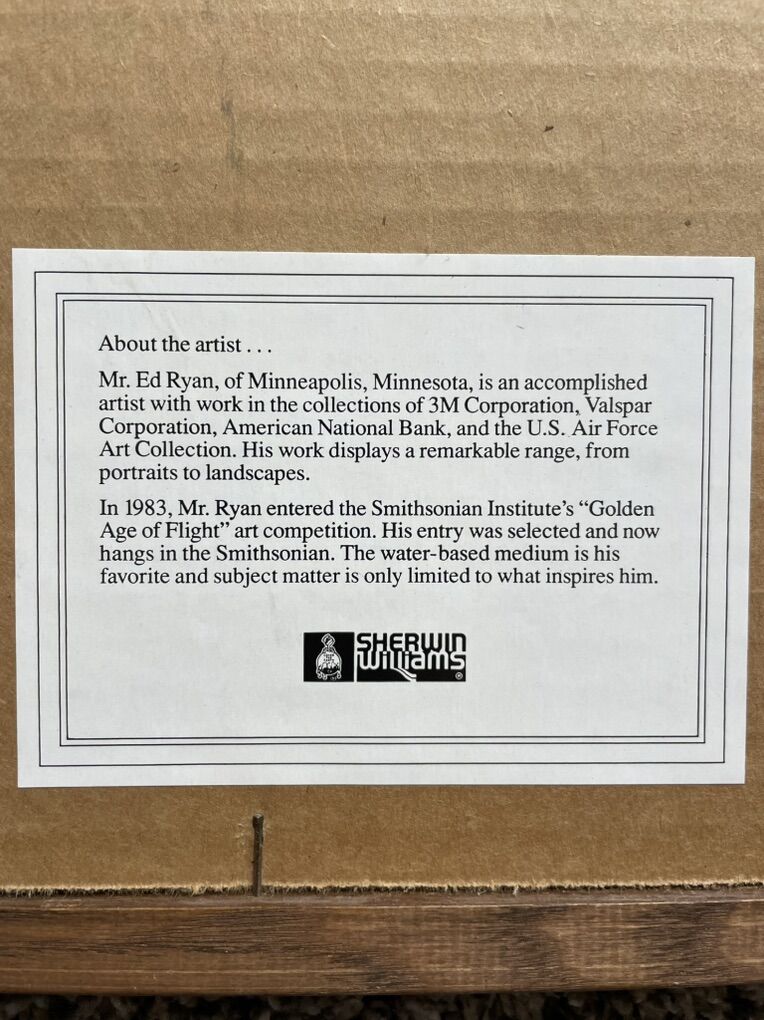 About the artist . . .
Mr. Ed Ryan, of Minneapolis, Minnesota, is an accomplished
artist with work in the collections of 3M Corporation, Valspar
Corporation, American National Bank, and the U.S. Air Force
Art Collection. His work displays a remarkable range, from
portraits to landscapes.
In 1983, Mr. Ryan entered the Smithsonian Institute’s “Golden
Age of Flight” art competition. His entry was selected and now
hangs in the Smithsonian. The water-based medium is his
favorite and subject matter is only limited to what inspires him.
SHERWIN
Williams®